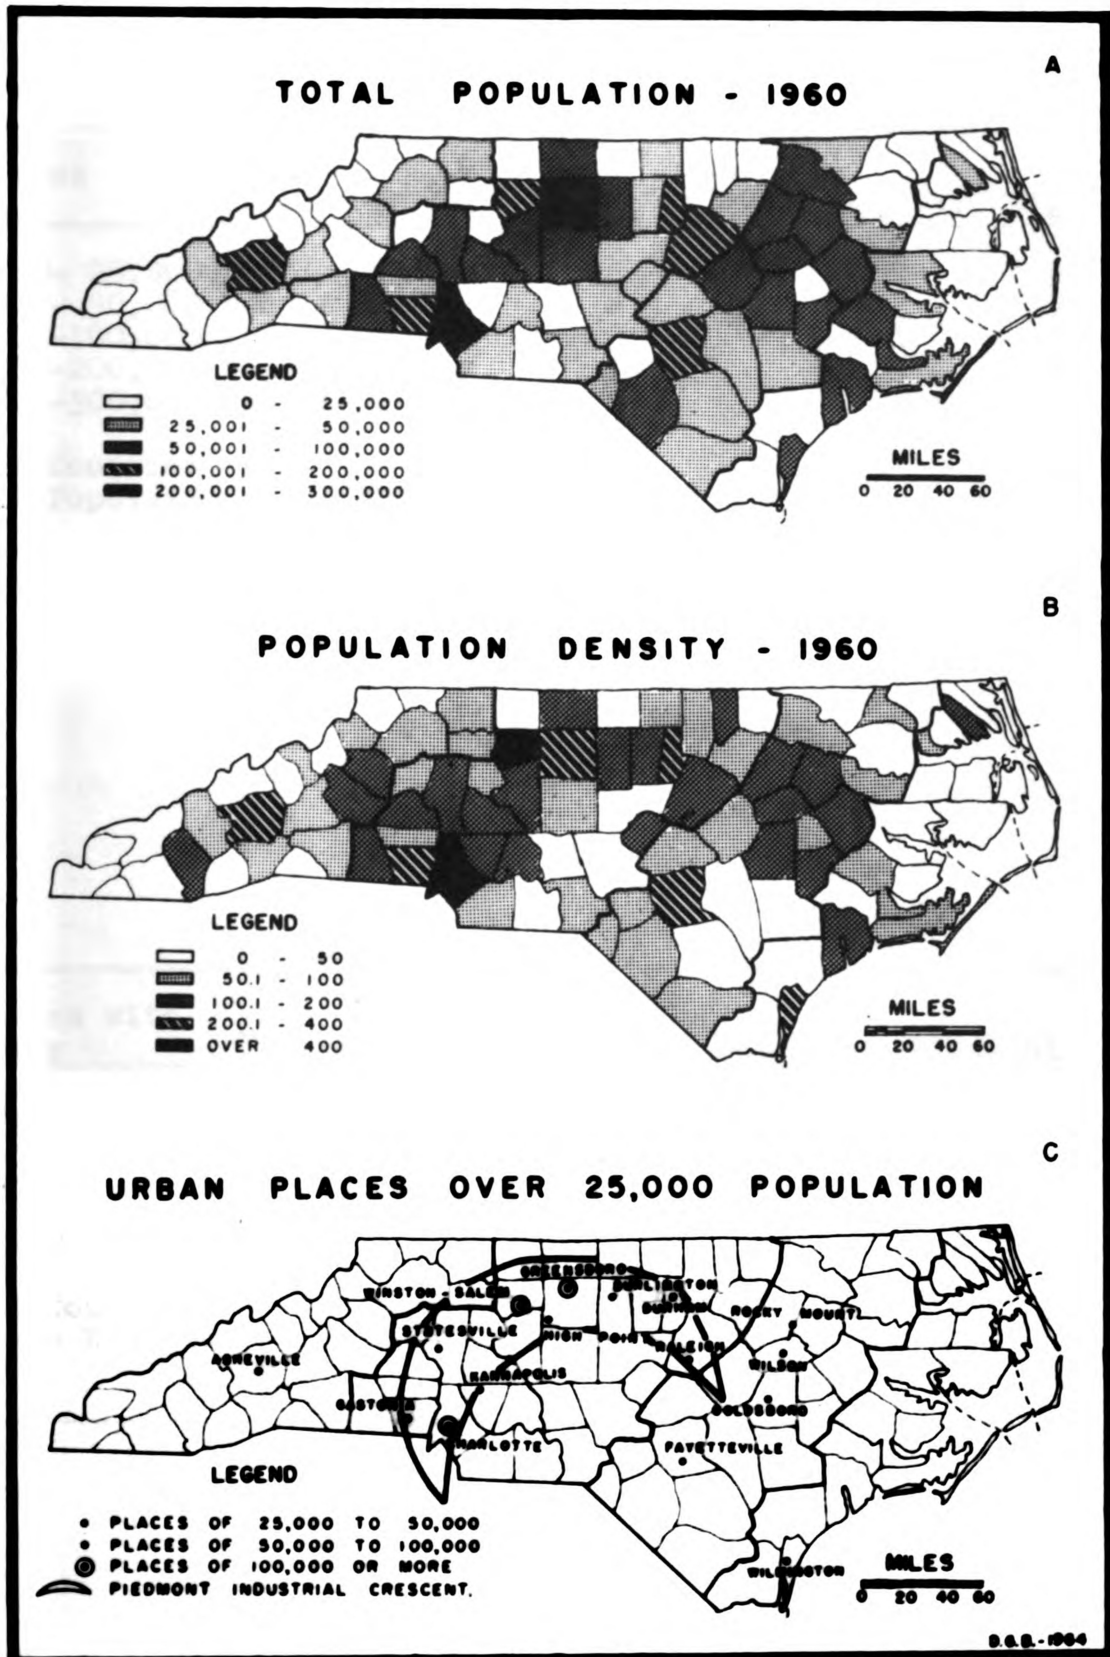 A
TOTAL POPULATION - 1960
LEGEND
0 - 25,000
25,001 - 50,000
50,001 - 100,000
100,001 - 200,000
200,001 - 300,000
MILES
0 20 40 60
B
POPULATION DENSITY - 1960
LEGEND
0 - 50
50.1 - 100
100.1 - 200
200.1 - 400
OVER 400
MILES
0 20 40 60
C
URBAN PLACES OVER 25,000 POPULATION
GREENSBORO
WINSTON-SALEM
BURLINGTON
DURHAM
ROCKY MOUNT
STATESVILLE
HIGH POINT
RALEIGH
ASHEVILLE
WILSON
KANNAPOLIS
GASTONIA
GOLDSBORO
CHARLOTTE
FAYETTEVILLE
WILMINGTON
LEGEND
PLACES OF 25,000 TO 50,000
PLACES OF 50,000 TO 100,000
PLACES OF 100,000 OR MORE
PIEDMONT INDUSTRIAL CRESCENT.
MILES
0 20 40 60
D.G.B.-1964